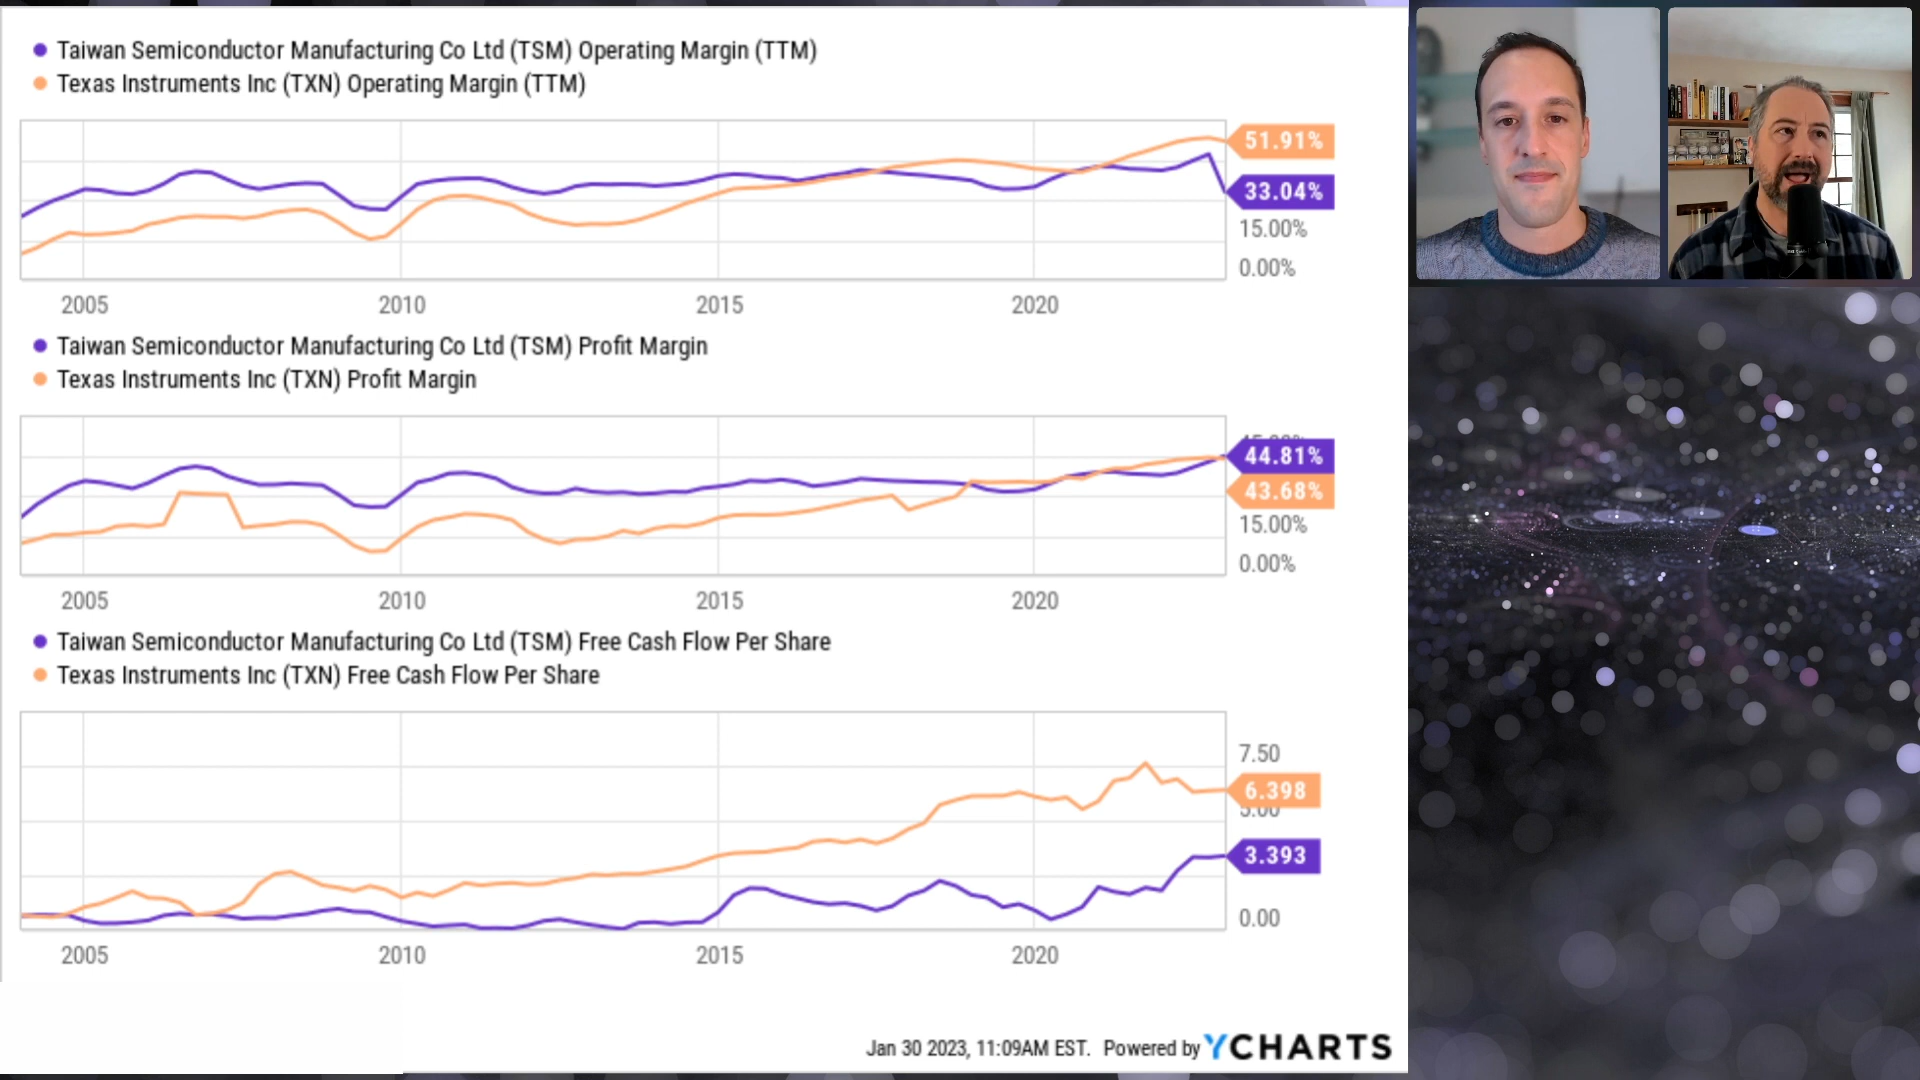 Taiwan Semiconductor Manufacturing Co Ltd (TSM) Operating Margin (TTM)
Texas Instruments Inc (TXN) Operating Margin (TTM)
51.91%
33.04%
15.00%
0.00%
2005 2010 2015 2020
Taiwan Semiconductor Manufacturing Co Ltd (TSM) Profit Margin
Texas Instruments Inc (TXN) Profit Margin
44.81%
43.68%
15.00%
0.00%
2005 2010 2015 2020
Taiwan Semiconductor Manufacturing Co Ltd (TSM) Free Cash Flow Per Share
Texas Instruments Inc (TXN) Free Cash Flow Per Share
7.50
6.398
5.00
3.393
0.00
2005 2010 2015 2020
Jan 30 2023, 11:09AM EST. Powered by YCHARTS